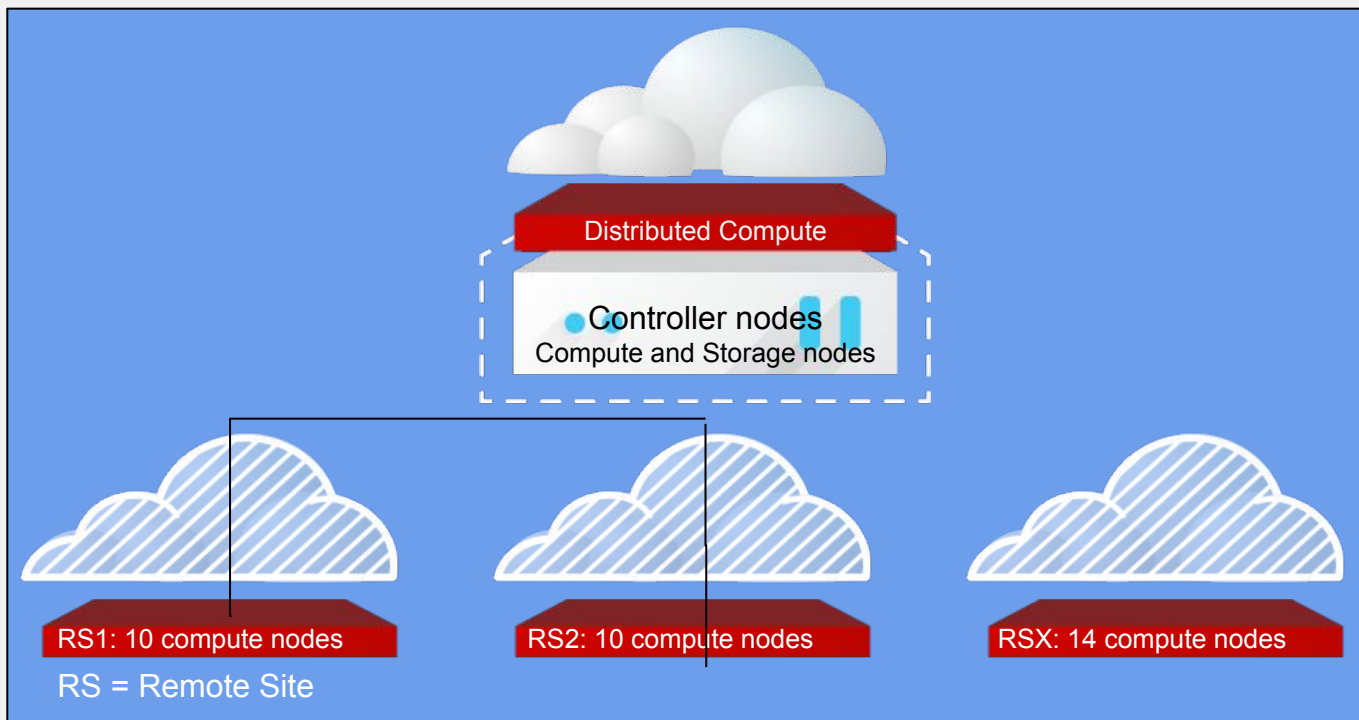 Distributed Compute
Controller nodes
Compute and Storage nodes
RS1: 10 compute nodes
RS2: 10 compute nodes
RSX: 14 compute nodes
RS = Remote Site